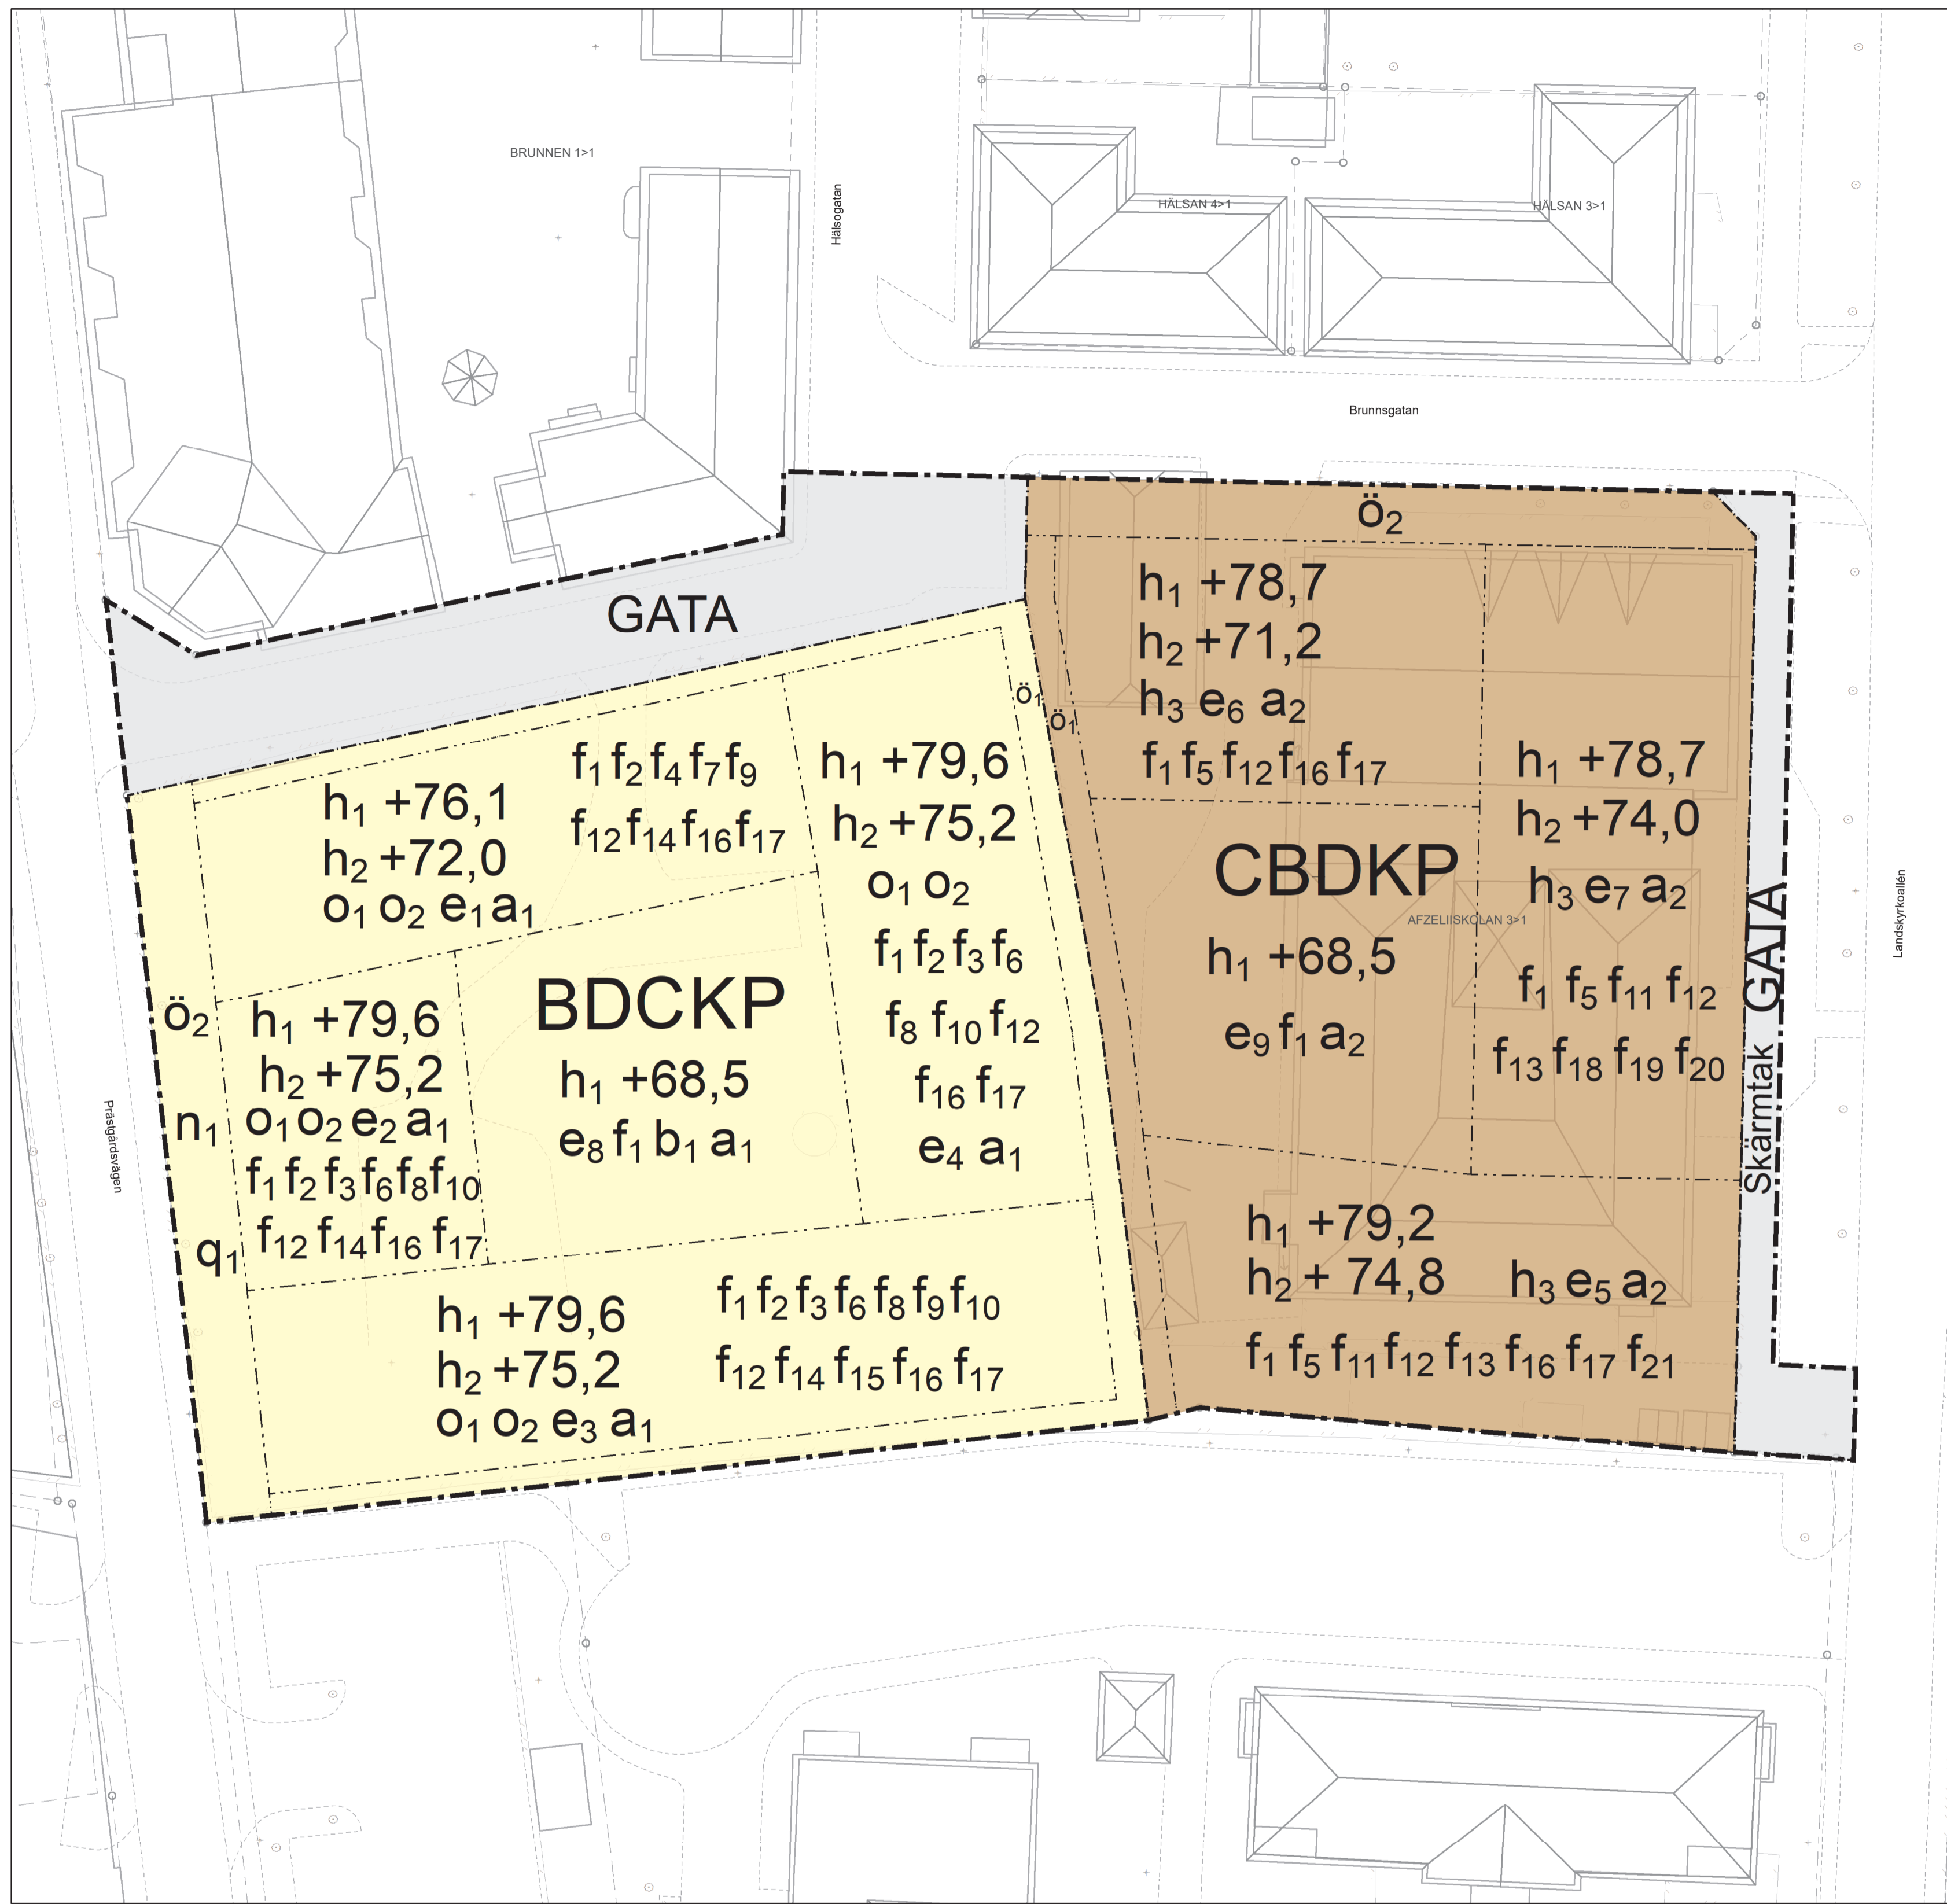 BRUNNEN 1>1
Hälsogatan
HÄLSAN 4>1
HÄLSAN 3>1
Brunnsgatan
GATA
ö₂
h₁ +78,7
h₂ +71,2
h₃ e₆ a₂
f₁ f₅ f₁₂ f₁₆ f₁₇
ö₁
ö₁
f₁ f₂ f₄ f₇ f₉
f₁₂ f₁₄ f₁₆ f₁₇
h₁ +76,1
h₂ +72,0
o₁ o₂ e₁ a₁
h₁ +79,6
h₂ +75,2
o₁ o₂
f₁ f₂ f₃ f₆
f₈ f₁₀ f₁₂
f₁₆ f₁₇
e₄ a₁
h₁ +78,7
h₂ +74,0
h₃ e₇ a₂
f₁ f₅ f₁₁ f₁₂
f₁₃ f₁₈ f₁₉ f₂₀
CBDKP
AFZELIISKOLAN 3>1
h₁ +68,5
e₉ f₁ a₂
Skärmtak GATA
Landskyrkoallén
BDCKP
h₁ +68,5
e₈ f₁ b₁ a₁
ö₂
n₁
q₁
h₁ +79,6
h₂ +75,2
o₁ o₂ e₂ a₁
f₁ f₂ f₃ f₆ f₈ f₁₀
f₁₂ f₁₄ f₁₆ f₁₇
Prästgårdsvägen
h₁ +79,6
h₂ +75,2
o₁ o₂ e₃ a₁
f₁ f₂ f₃ f₆ f₈ f₉ f₁₀
f₁₂ f₁₄ f₁₅ f₁₆ f₁₇
h₁ +79,2
h₂ + 74,8
h₃ e₅ a₂
f₁ f₅ f₁₁ f₁₂ f₁₃ f₁₆ f₁₇ f₂₁